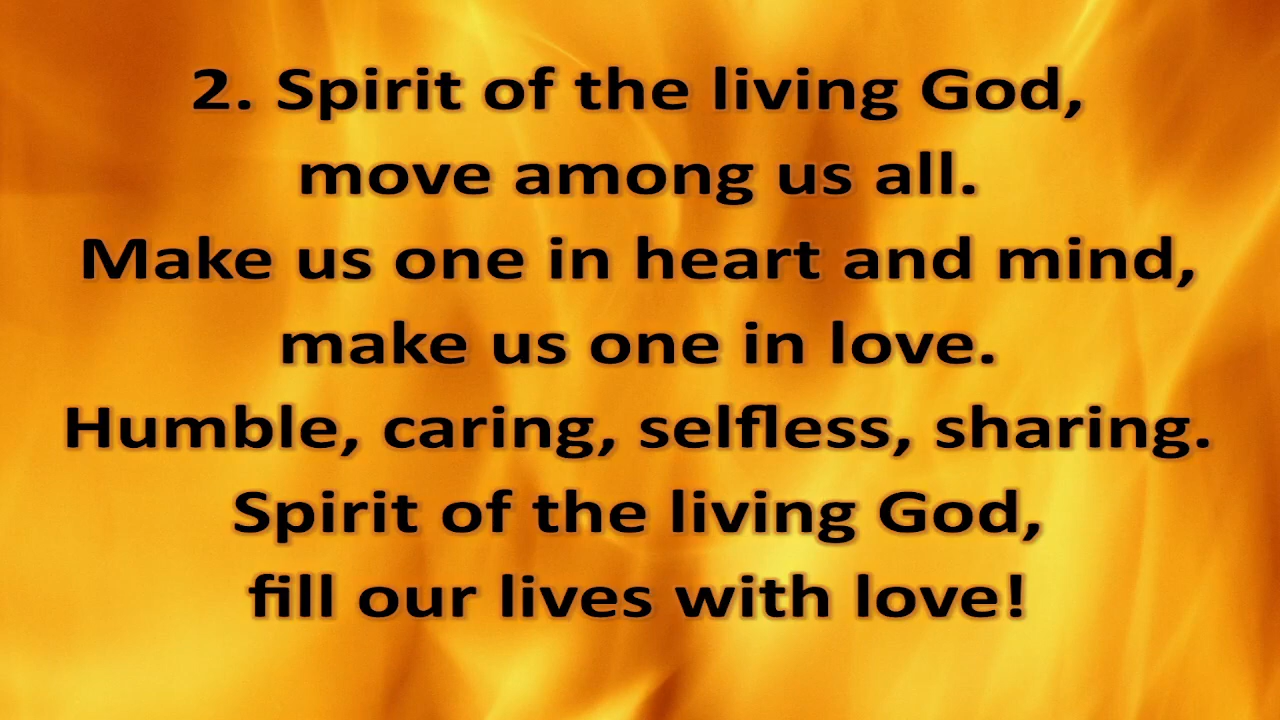 2. Spirit of the living God,
move among us all.
Make us one in heart and mind,
make us one in love.
Humble, caring, selfless, sharing.
Spirit of the living God,
fill our lives with love!